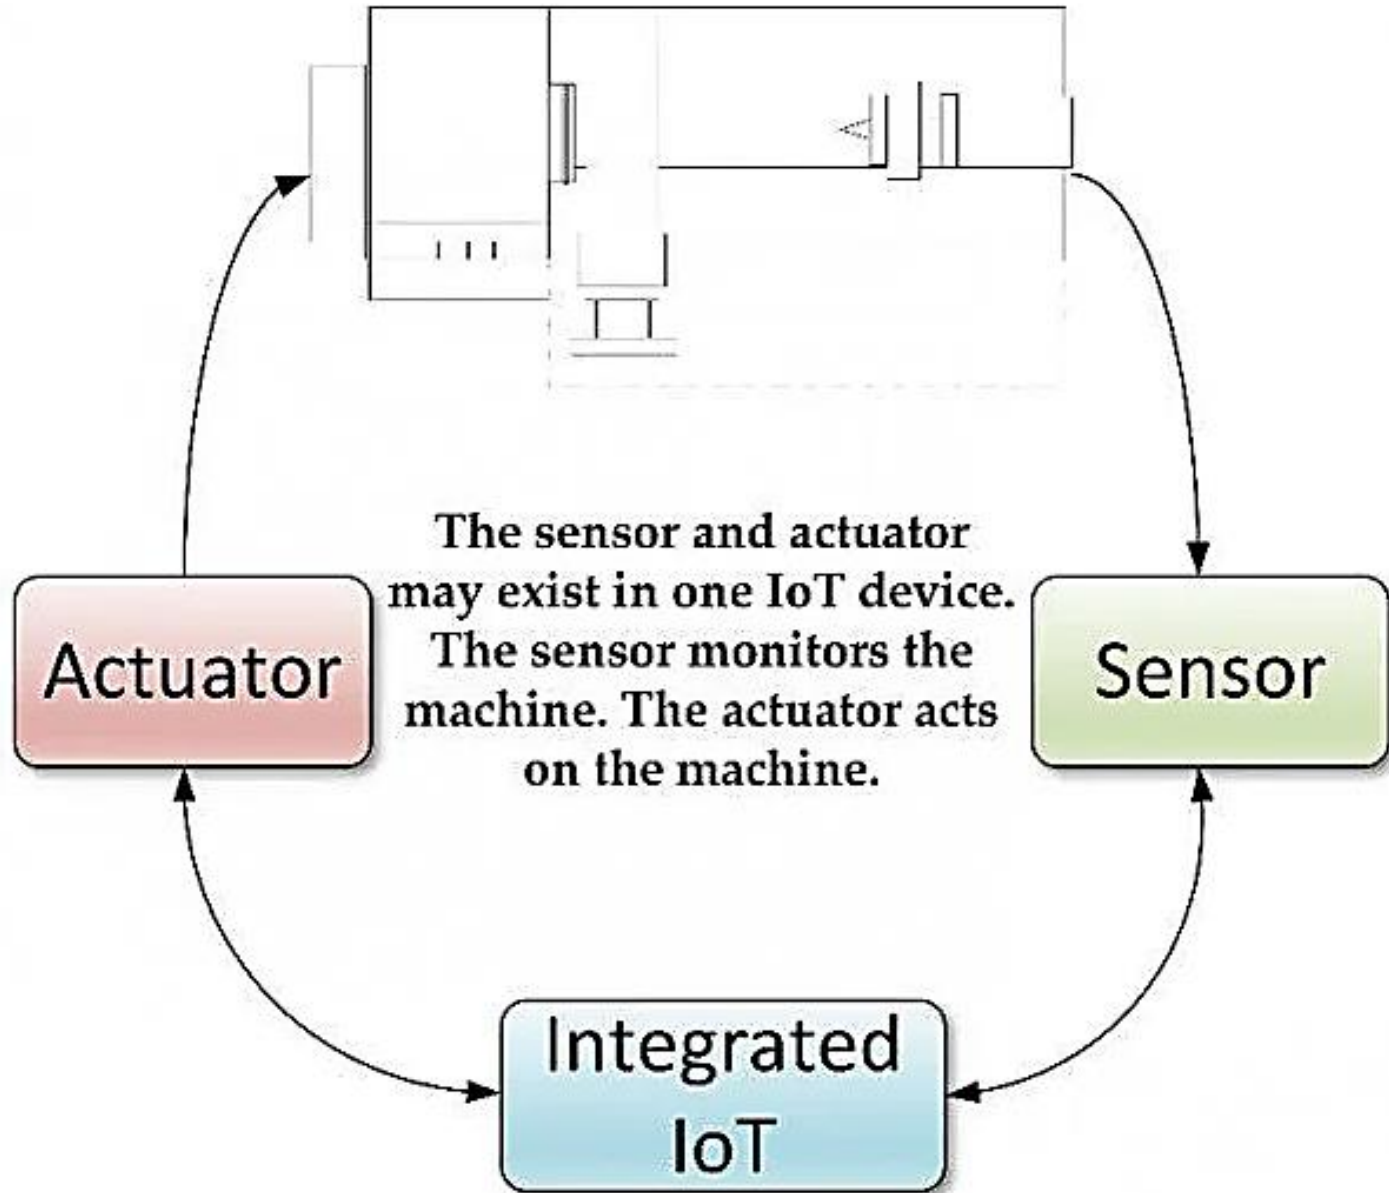 The sensor and actuator
may exist in one IoT device.
The sensor monitors the
machine. The actuator acts
on the machine.
Actuator
Sensor
Integrated
IoT